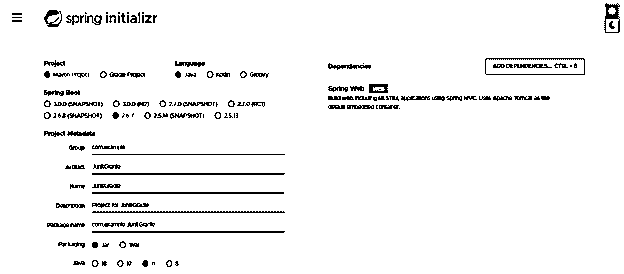 spring initializr
Project
Maven Project Gradle Project
Language
Java Kotlin Groovy
Spring Boot
3.0.0 (SNAPSHOT) 3.0.0 (M2) 2.7.0 (SNAPSHOT) 2.7.0 (RC1)
2.6.8 (SNAPSHOT) 2.6.7 2.5.14 (SNAPSHOT) 2.5.13
Project Metadata
Group com.example
Artifact JunitGradle
Name JunitGradle
Description Project for JunitGradle
Package name com.example.JunitGradle
Packaging Jar War
Java 18 17 11 8
Dependencies
ADD DEPENDENCIES... CTRL + B
Spring Web WEB
Build web, including RESTful, applications using Spring MVC. Uses Apache Tomcat as the
default embedded container.